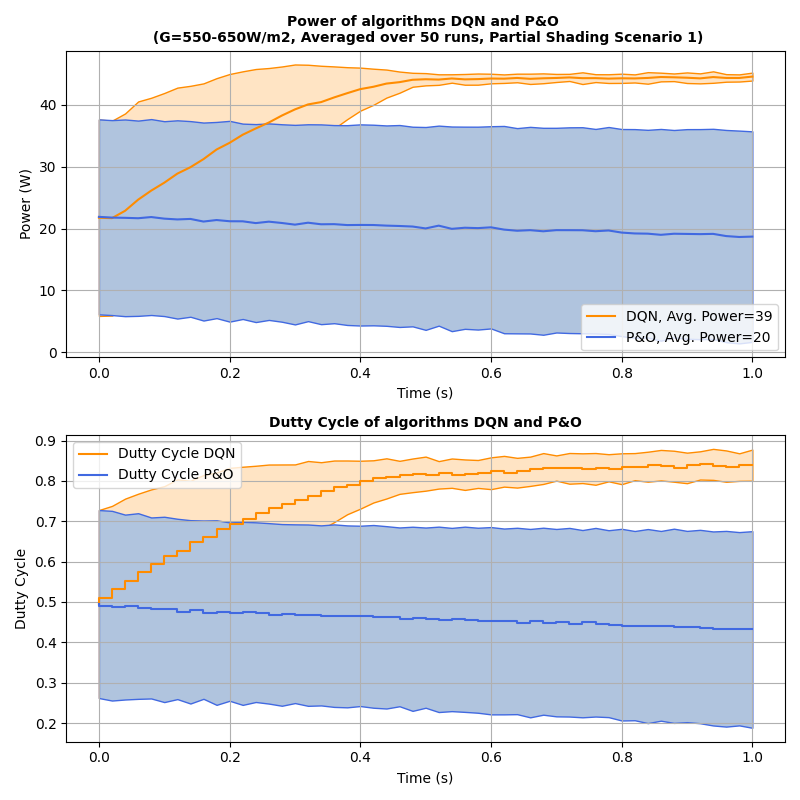 Power of algorithms DQN and P&O
(G=550-650W/m2, Averaged over 50 runs, Partial Shading Scenario 1)
Power (W)
40
30
20
10
0
DQN, Avg. Power=39
P&O, Avg. Power=20
0.0 0.2 0.4 0.6 0.8 1.0
Time (s)
Dutty Cycle of algorithms DQN and P&O
Dutty Cycle
0.9
0.8
0.7
0.6
0.5
0.4
0.3
0.2
Dutty Cycle DQN
Dutty Cycle P&O
0.0 0.2 0.4 0.6 0.8 1.0
Time (s)